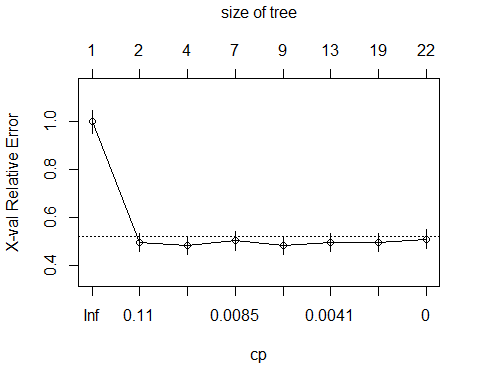 size of tree
1 2 4 7 9 13 19 22
X-val Relative Error
1.0
0.8
0.6
0.4
Inf 0.11 0.0085 0.0041 0
cp